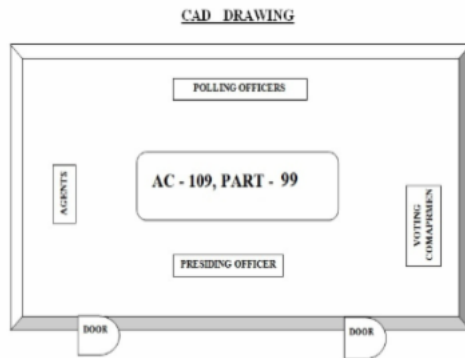 CAD DRAWING
POLLING OFFICERS
AGENTS
AC - 109, PART - 99
VOTING
COMAPRMEN
PRESIDING OFFICER
DOOR
DOOR